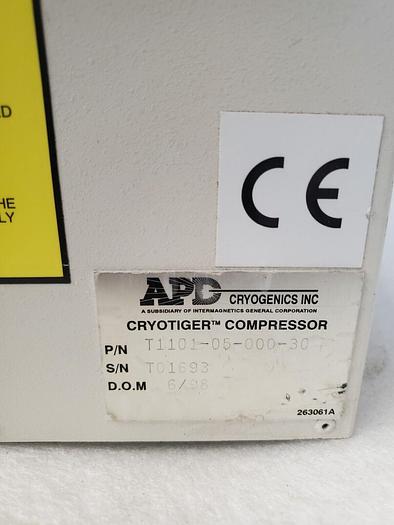 HE
LY
CE
APD CRYOGENICS INC
A SUBSIDIARY OF INTERMAGNETICS GENERAL CORPORATION
CRYOTIGER™ COMPRESSOR
P/N T1101-05-000-30
S/N T01693
D.O.M 6/98
263061A